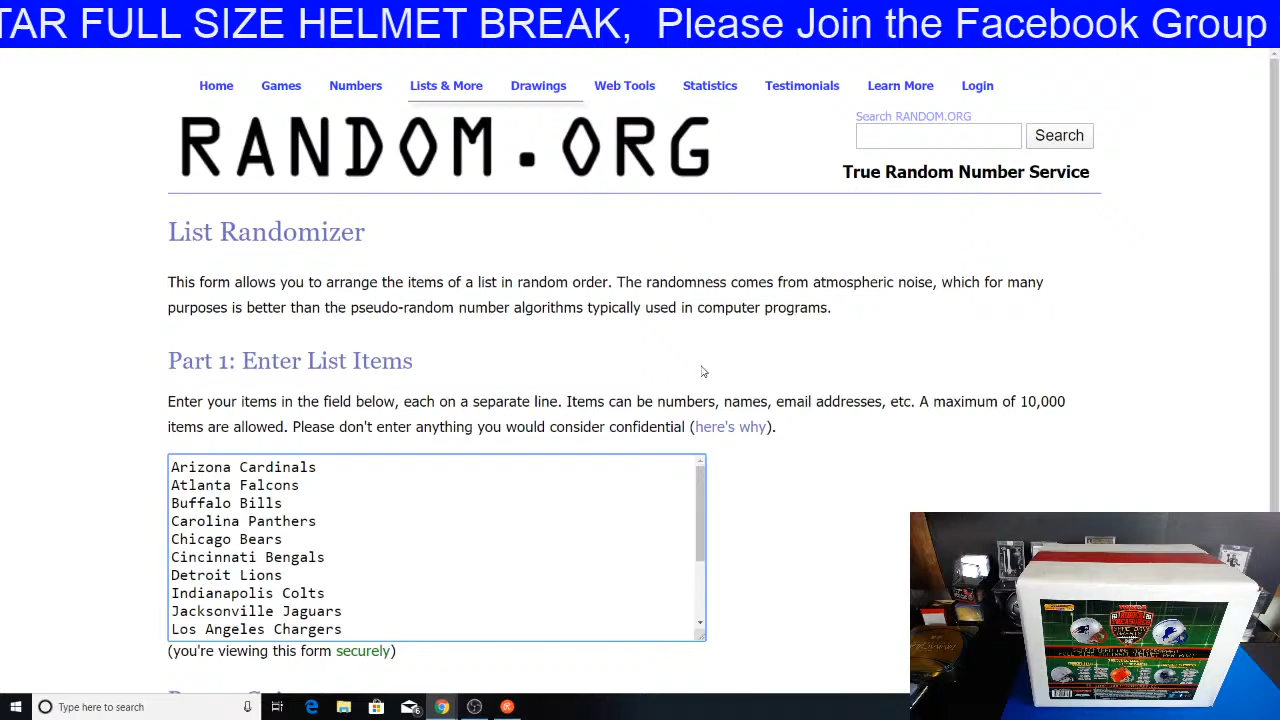 TAR FULL SIZE HELMET BREAK,  Please Join the Facebook Group
Home Games Numbers Lists & More Drawings Web Tools Statistics Testimonials Learn More Login
RANDOM.ORG
Search RANDOM.ORG
Search
True Random Number Service
List Randomizer
This form allows you to arrange the items of a list in random order. The randomness comes from atmospheric noise, which for many
purposes is better than the pseudo-random number algorithms typically used in computer programs.
Part 1: Enter List Items
Enter your items in the field below, each on a separate line. Items can be numbers, names, email addresses, etc. A maximum of 10,000
items are allowed. Please don't enter anything you would consider confidential (here's why).
Arizona Cardinals
Atlanta Falcons
Buffalo Bills
Carolina Panthers
Chicago Bears
Cincinnati Bengals
Detroit Lions
Indianapolis Colts
Jacksonville Jaguars
Los Angeles Chargers
(you're viewing this form securely)
Type here to search